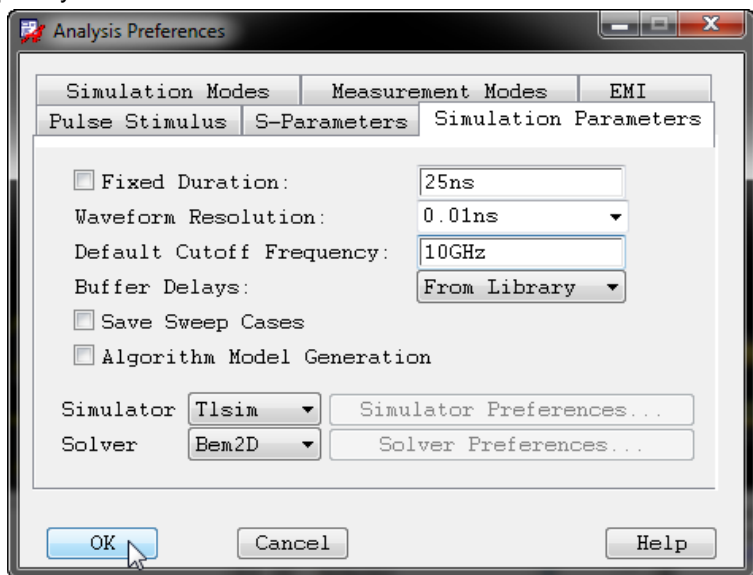 Analysis Preferences
Simulation Modes Measurement Modes EMI
Pulse Stimulus S-Parameters Simulation Parameters
Fixed Duration: 25ns
Waveform Resolution: 0.01ns
Default Cutoff Frequency: 10GHz
Buffer Delays: From Library
Save Sweep Cases
Algorithm Model Generation
Simulator Tlsim Simulator Preferences...
Solver Bem2D Solver Preferences...
OK Cancel Help